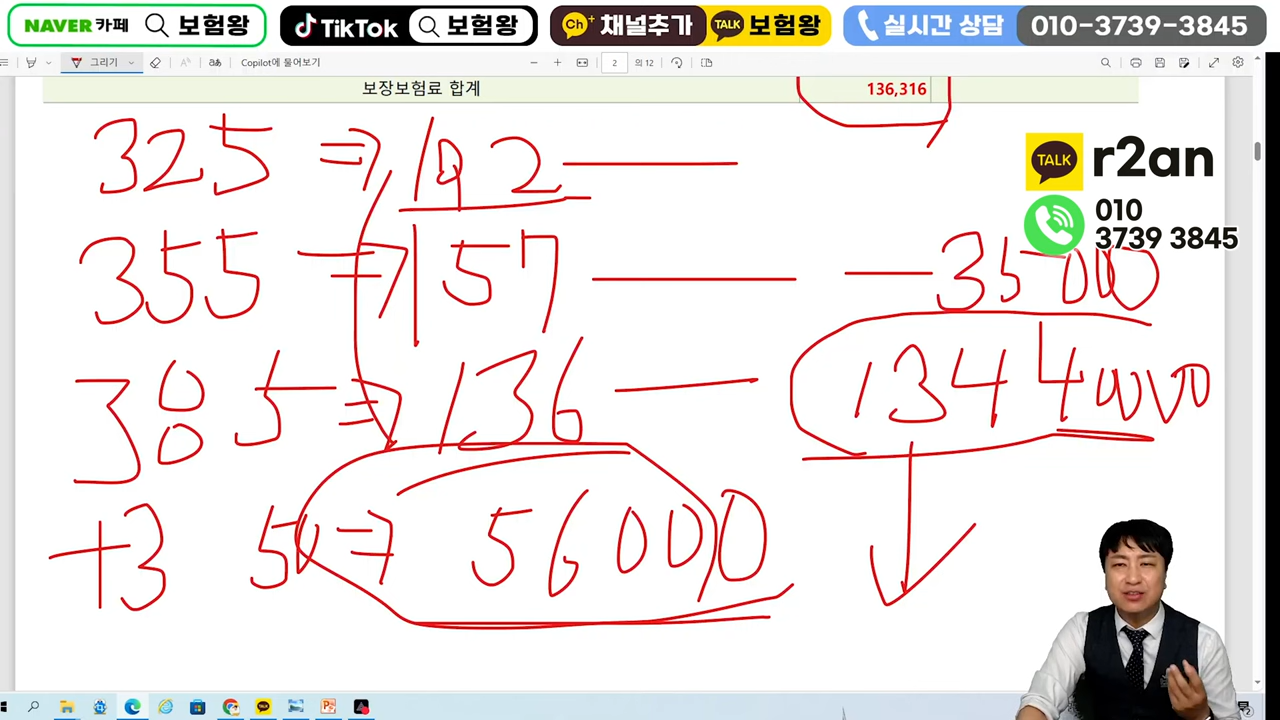 NAVER 카페 보험왕 TikTok 보험왕 Ch+ 채널추가 TALK 보험왕 실시간 상담 010-3739-3845
그리기 Copilot에 물어보기 2 의 12
보장보험료 합계 136,316
TALK r2an
010
3739 3845
325 => 192
355 => 157 35000
385 => 136 1344
+3 5 => 56000